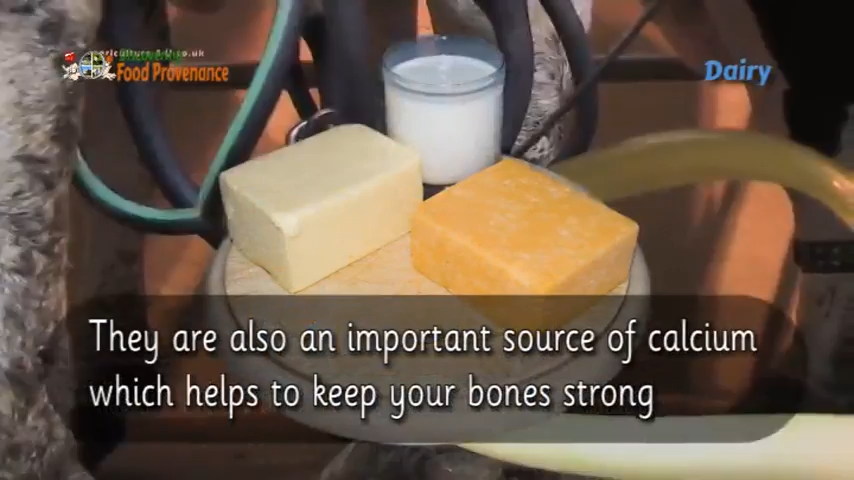 Food Provenance
Dairy
They are also an important source of calcium
which helps to keep your bones strong